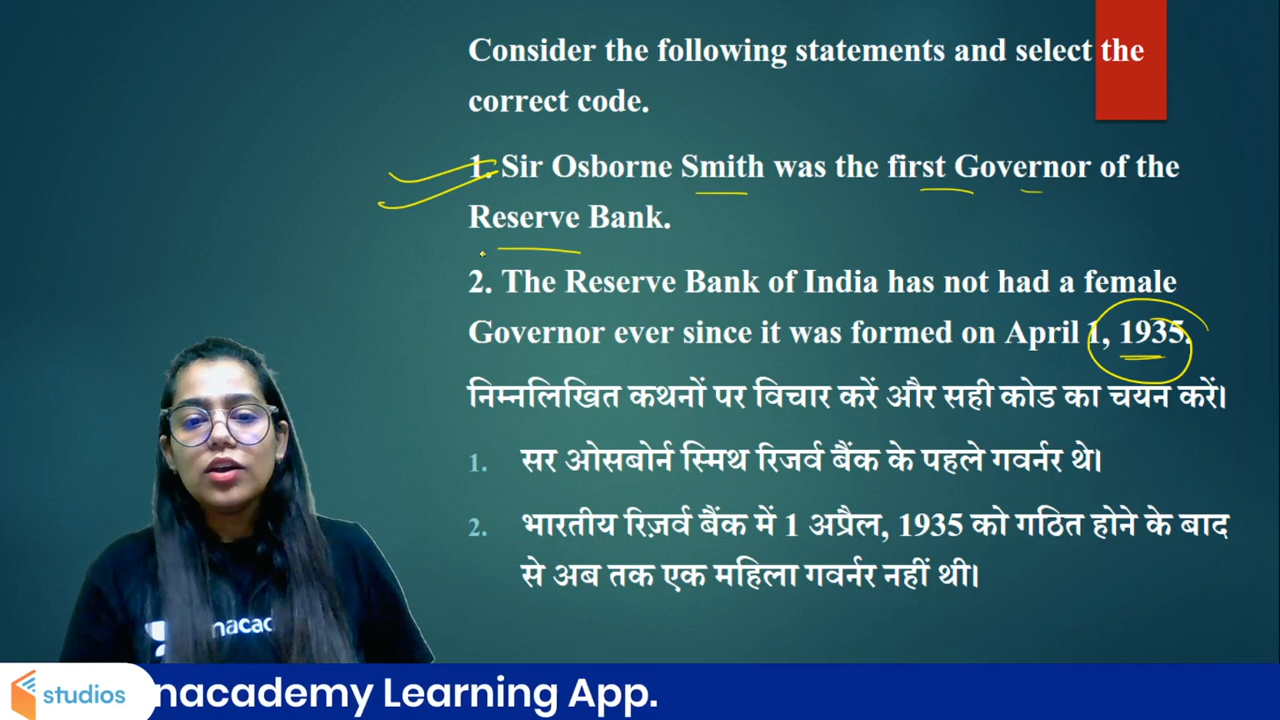 Consider the following statements and select the
correct code.
1. Sir Osborne Smith was the first Governor of the
Reserve Bank.
2. The Reserve Bank of India has not had a female
Governor ever since it was formed on April 1, 1935.
निम्नलिखित कथनों पर विचार करें और सही कोड का चयन करें।
1. सर ओसबोर्न स्मिथ रिजर्व बैंक के पहले गवर्नर थे।
2. भारतीय रिज़र्व बैंक में 1 अप्रैल, 1935 को गठित होने के बाद
से अब तक एक महिला गवर्नर नहीं थी।
nacad
studios
nacademy Learning App.